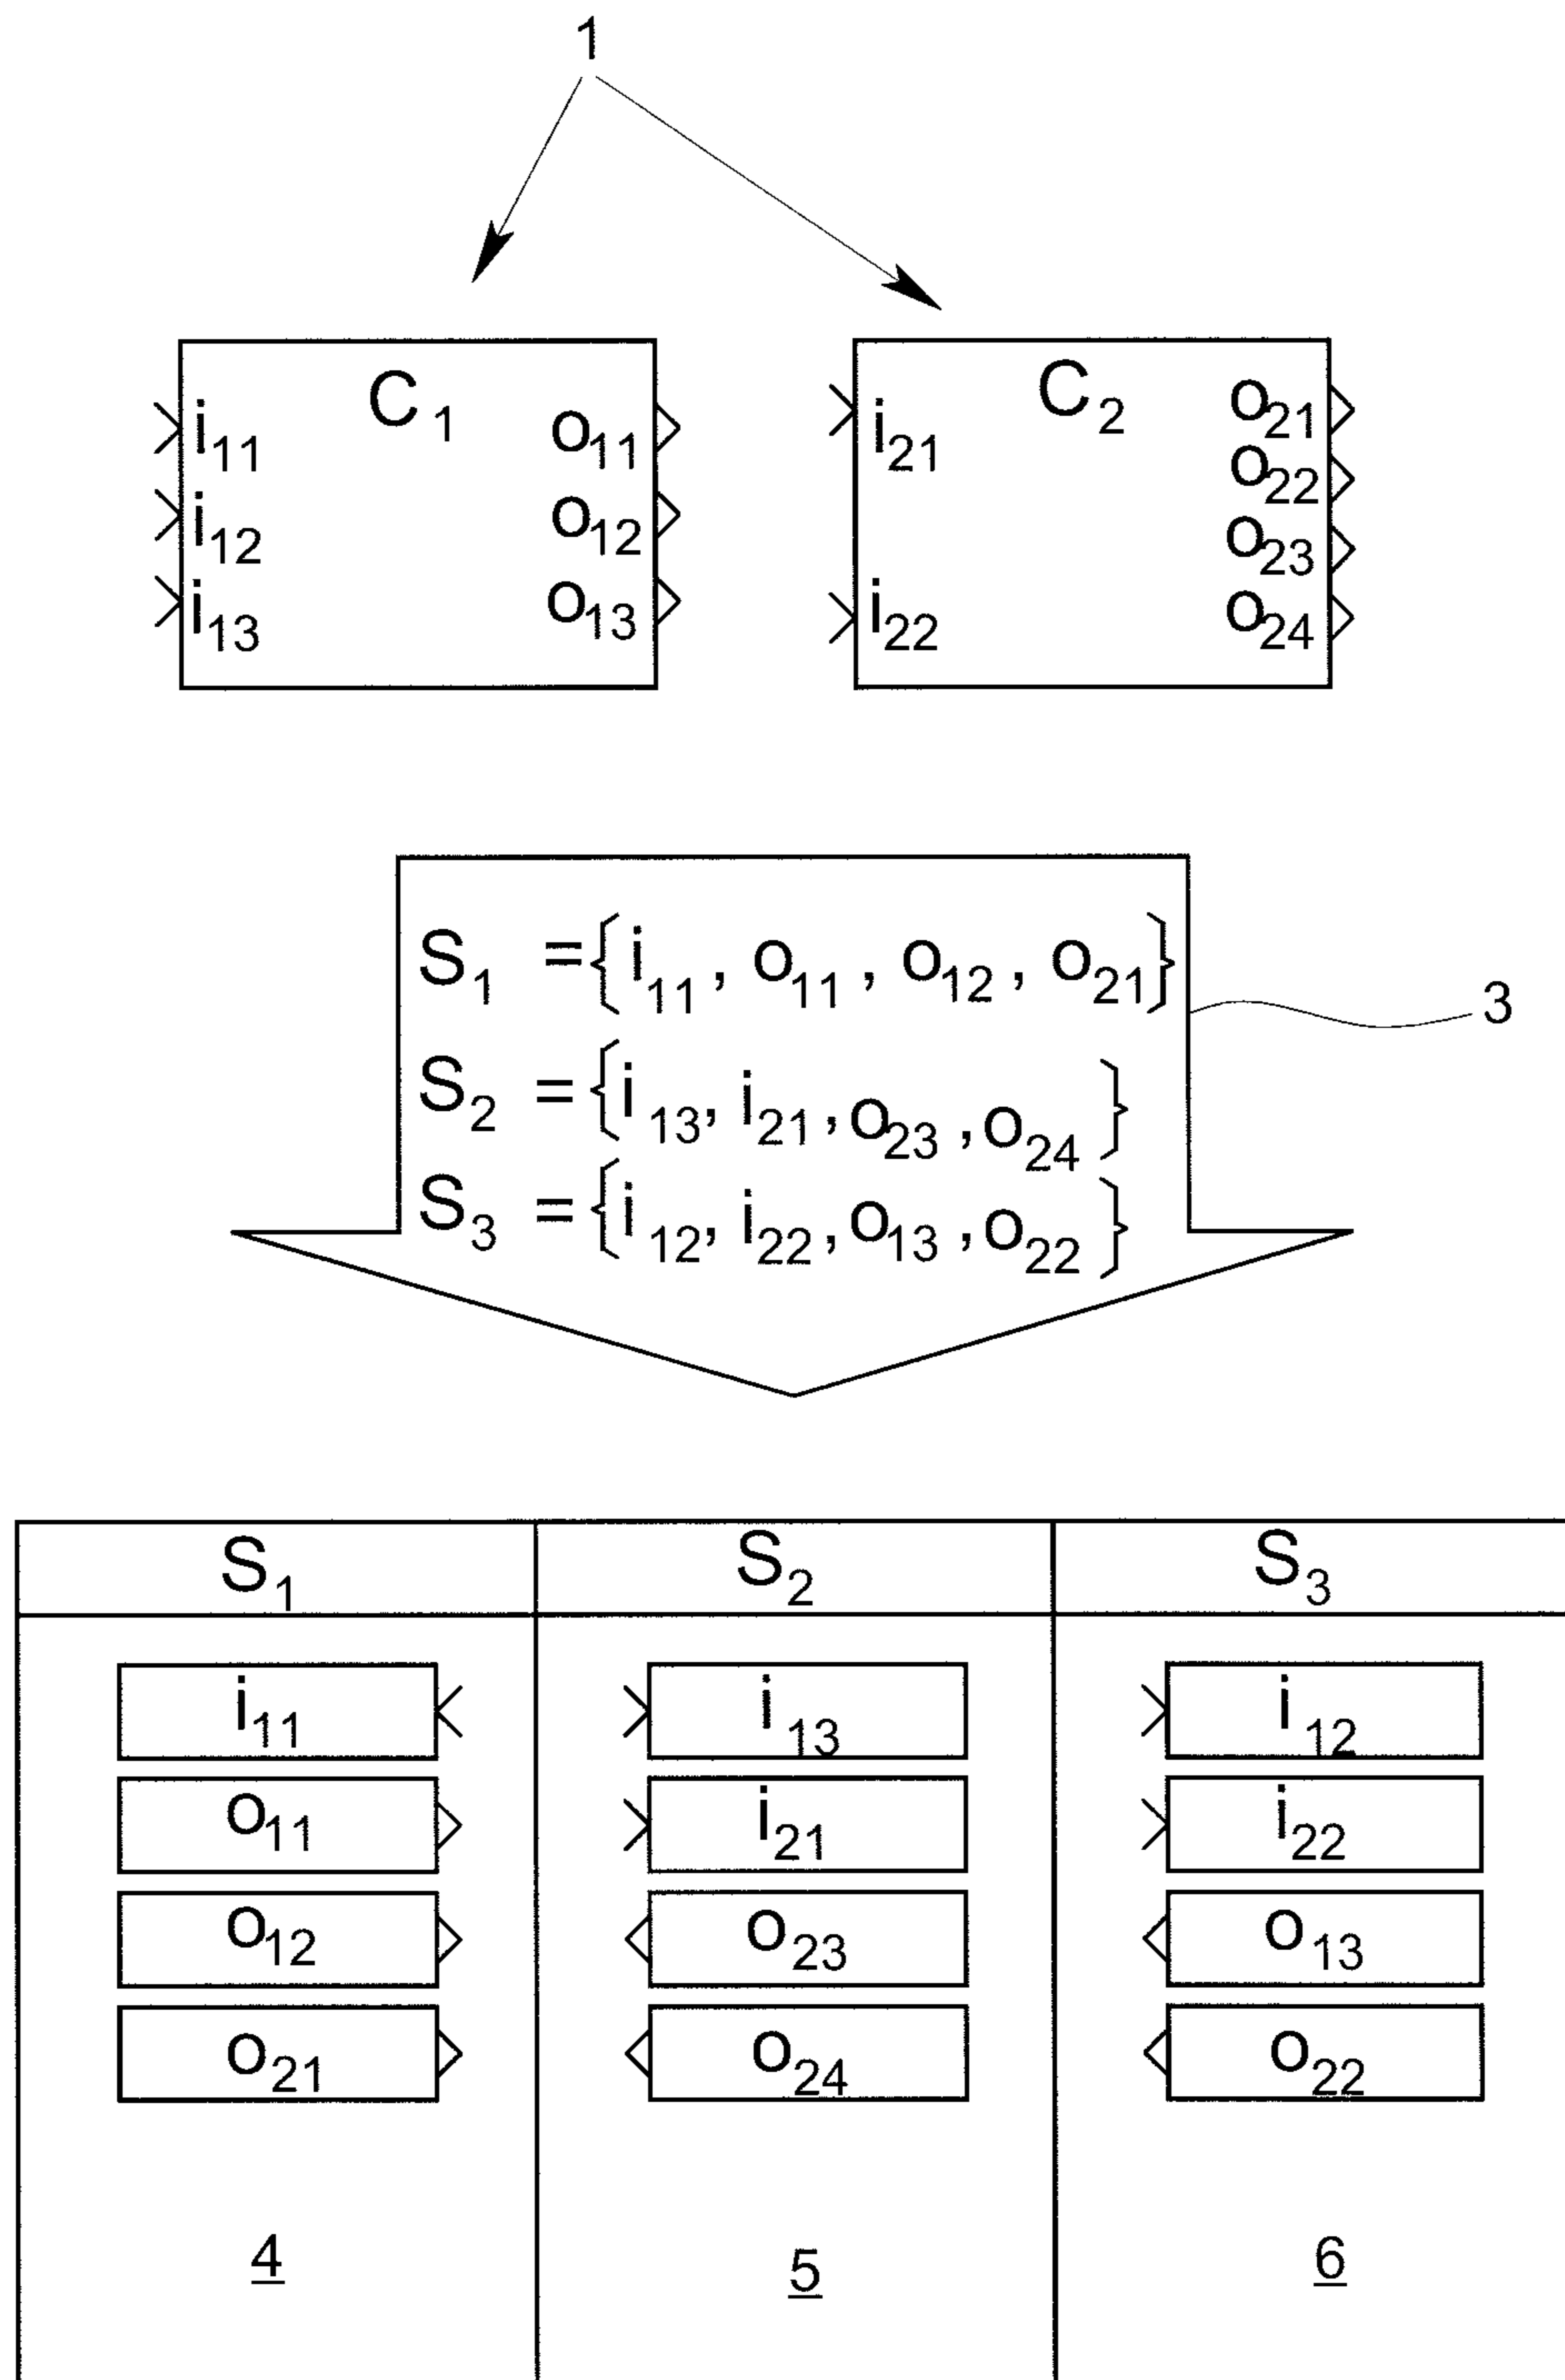 1
C₁
i₁₁ o₁₁
i₁₂ o₁₂
i₁₃ o₁₃
C₂
i₂₁ o₂₁
o₂₂
o₂₃
i₂₂ o₂₄
S₁ = {i₁₁, o₁₁, o₁₂, o₂₁}
3
S₂ = {i₁₃, i₂₁, o₂₃, o₂₄}
S₃ = {i₁₂, i₂₂, o₁₃, o₂₂}
S₁ S₂ S₃
i₁₁ i₁₃ i₁₂
o₁₁ i₂₁ i₂₂
o₁₂ o₂₃ o₁₃
o₂₁ o₂₄ o₂₂
4 5 6